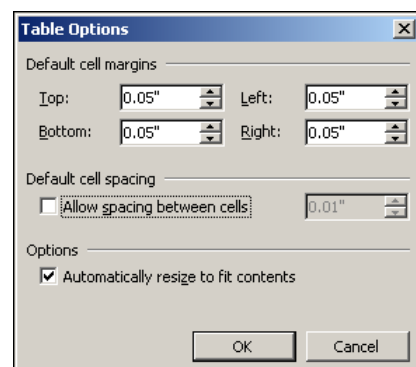 Table Options
Default cell margins
Top: 0.05" Left: 0.05"
Bottom: 0.05" Right: 0.05"
Default cell spacing
Allow spacing between cells 0.01"
Options
Automatically resize to fit contents
OK Cancel